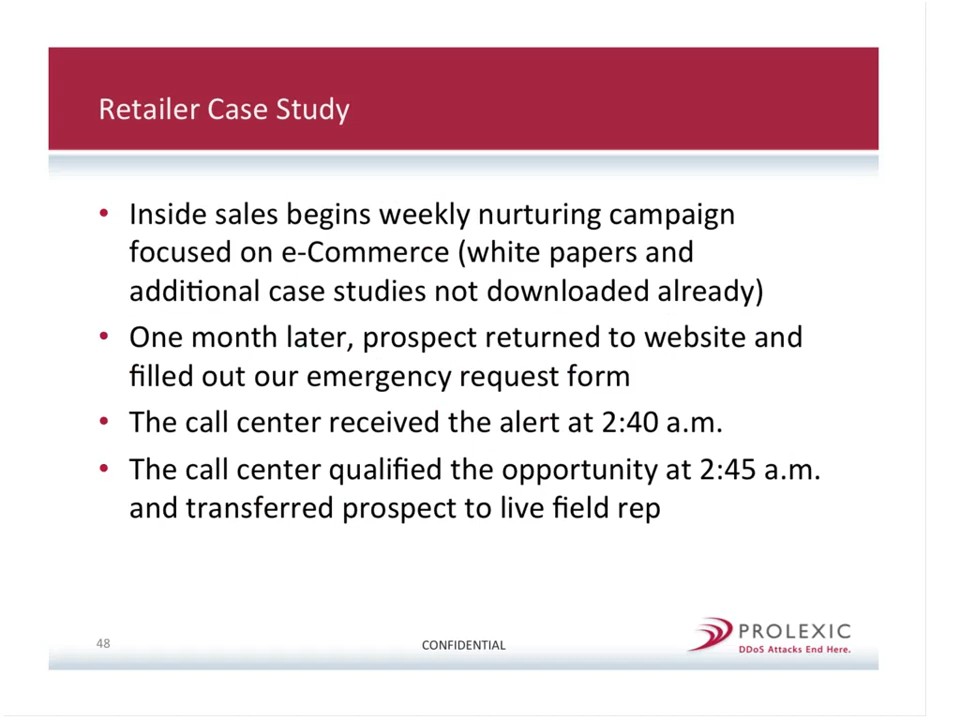 Retailer Case Study
• Inside sales begins weekly nurturing campaign
focused on e-Commerce (white papers and
additional case studies not downloaded already)
• One month later, prospect returned to website and
filled out our emergency request form
• The call center received the alert at 2:40 a.m.
• The call center qualified the opportunity at 2:45 a.m.
and transferred prospect to live field rep
48
CONFIDENTIAL
PROLEXIC
DDoS Attacks End Here.